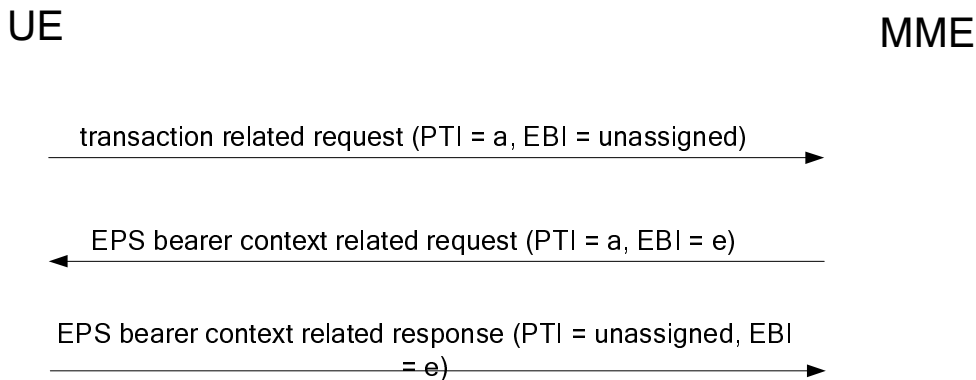 UE
MME
transaction related request (PTI = a, EBI = unassigned)
EPS bearer context related request (PTI = a, EBI = e)
EPS bearer context related response (PTI = unassigned, EBI
= e)